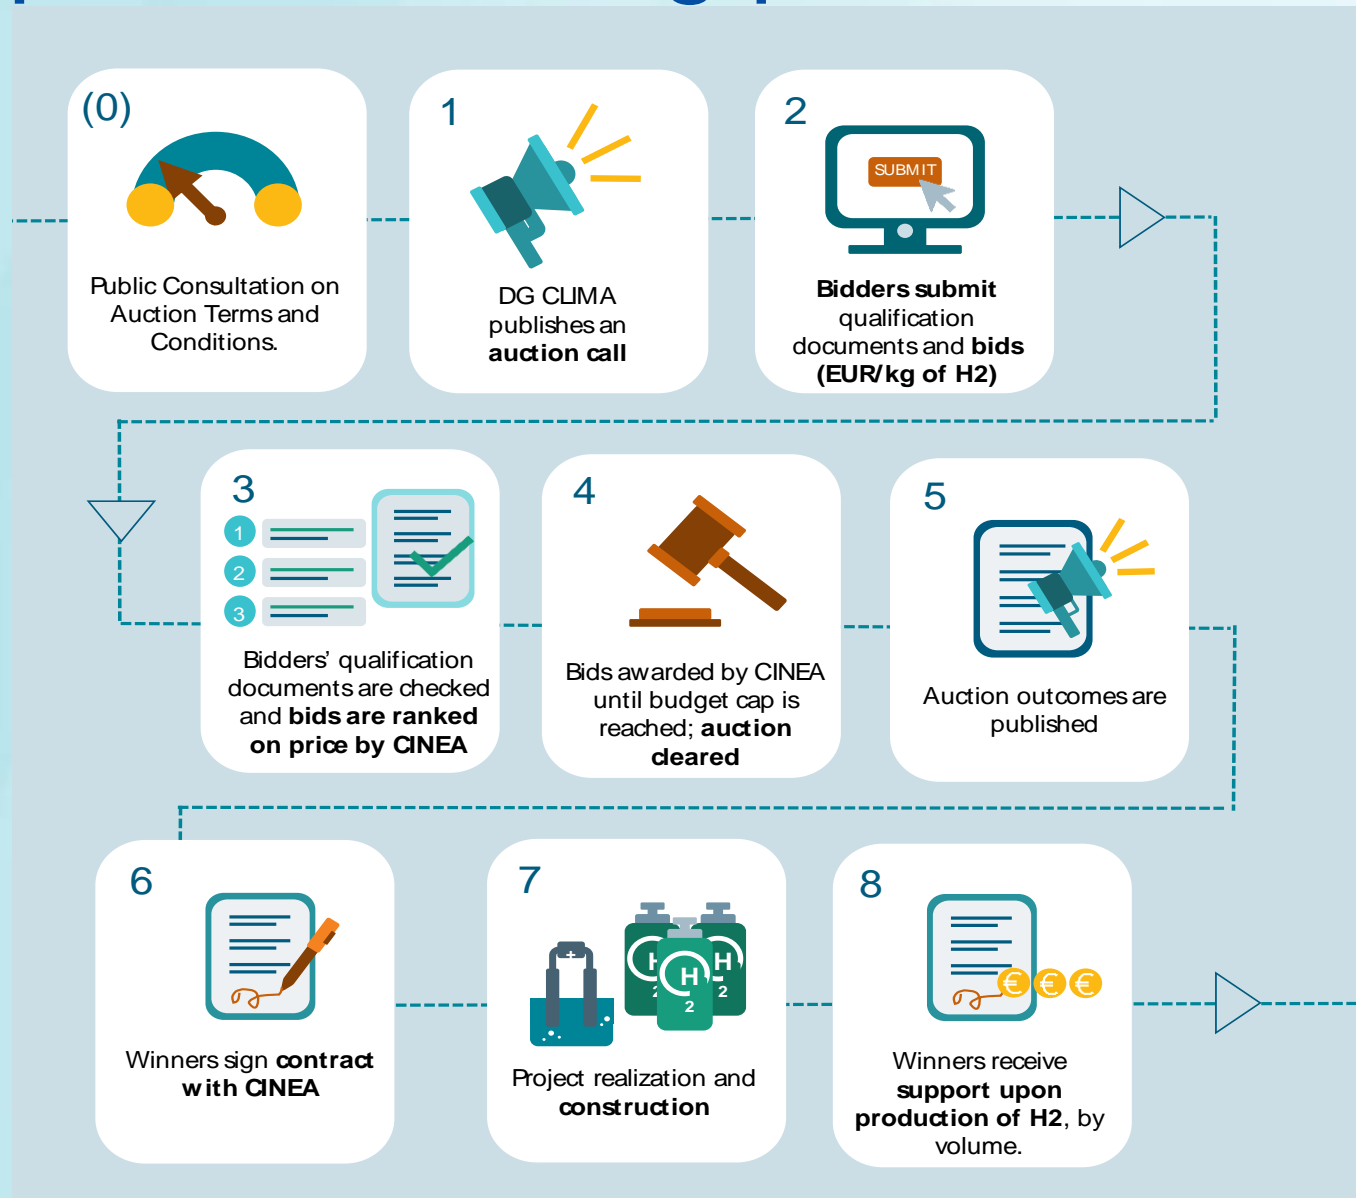 (0)
Public Consultation on
Auction Terms and
Conditions.
1
DG CLIMA
publishes an
auction call
2
SUBMIT
Bidders submit
qualification
documents and bids
(EUR/kg of H2)
3
1
2
3
Bidders’ qualification
documents are checked
and bids are ranked
on price by CINEA
4
Bids awarded by CINEA
until budget cap is
reached; auction
cleared
5
Auction outcomes are
published
6
Winners sign contract
with CINEA
7
H
2
H
2
H
2
Project realization and
construction
8
€ € €
Winners receive
support upon
production of H2, by
volume.